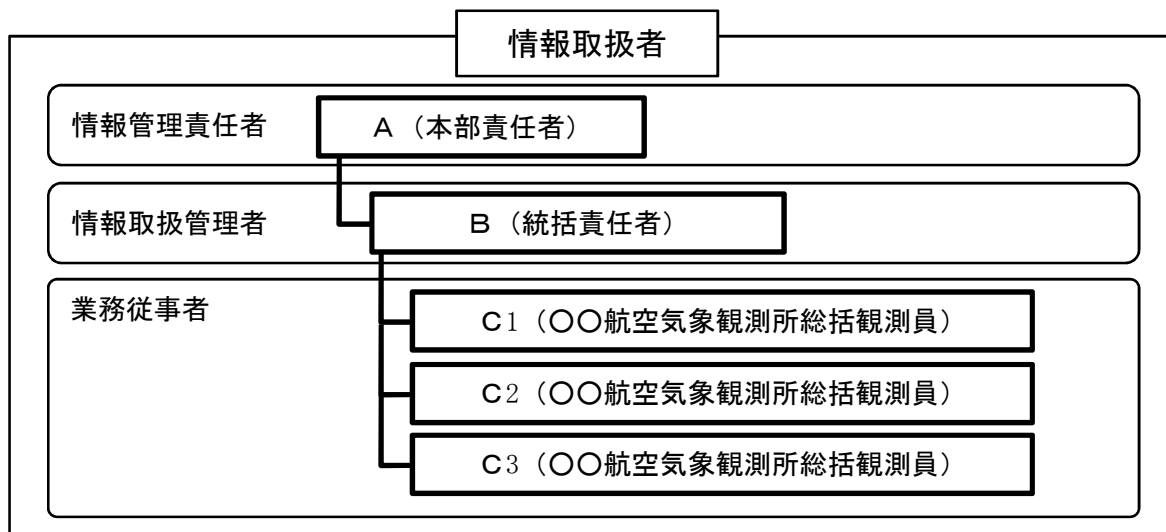 情報取扱者
情報管理責任者
A（本部責任者）
情報取扱管理者
B（統括責任者）
業務従事者
C1（〇〇航空気象観測所総括観測員）
C2（〇〇航空気象観測所総括観測員）
C3（〇〇航空気象観測所総括観測員）